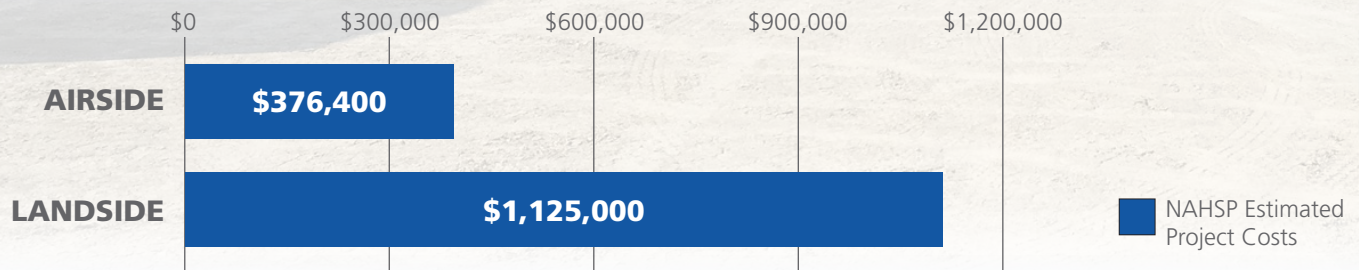 $0 $300,000 $600,000 $900,000 $1,200,000
AIRSIDE $376,400
LANDSIDE $1,125,000
NAHSP Estimated
Project Costs